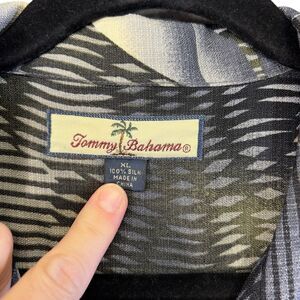 Tommy Bahama®
XL
100% SILK
MADE IN
CHINA